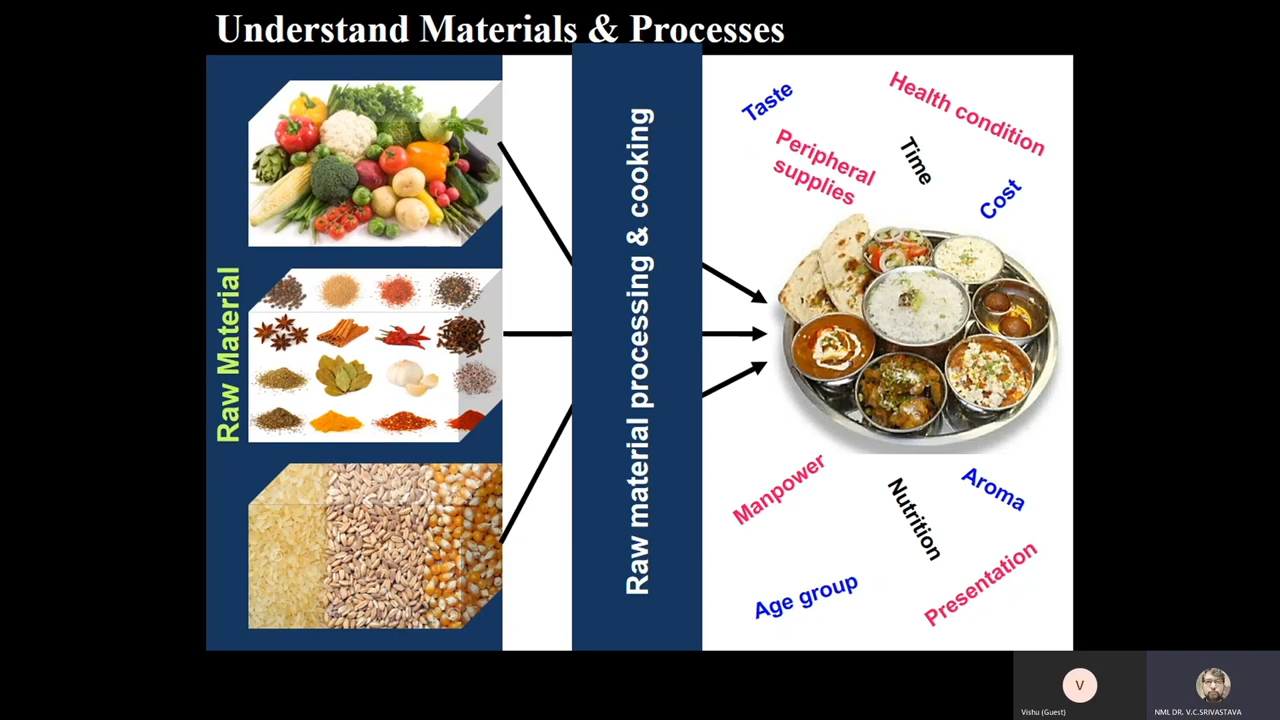 Understand Materials & Processes
Raw Material
Raw material processing & cooking
Taste
Health condition
Peripheral
supplies
Time
Cost
Manpower
Nutrition
Aroma
Age group
Presentation
V
Vishu (Guest)
NML DR. V.C.SRIVASTAVA